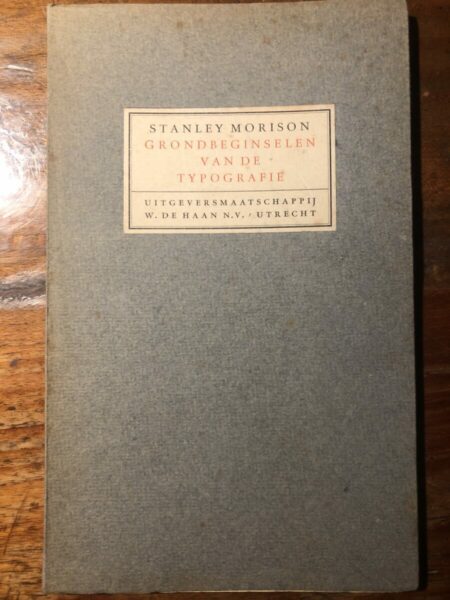 STANLEY MORISON
GRONDBEGINSELEN
VAN DE
TYPOGRAFIE
UITGEVERSMAATSCHAPPIJ
W. DE HAAN N.V. · UTRECHT